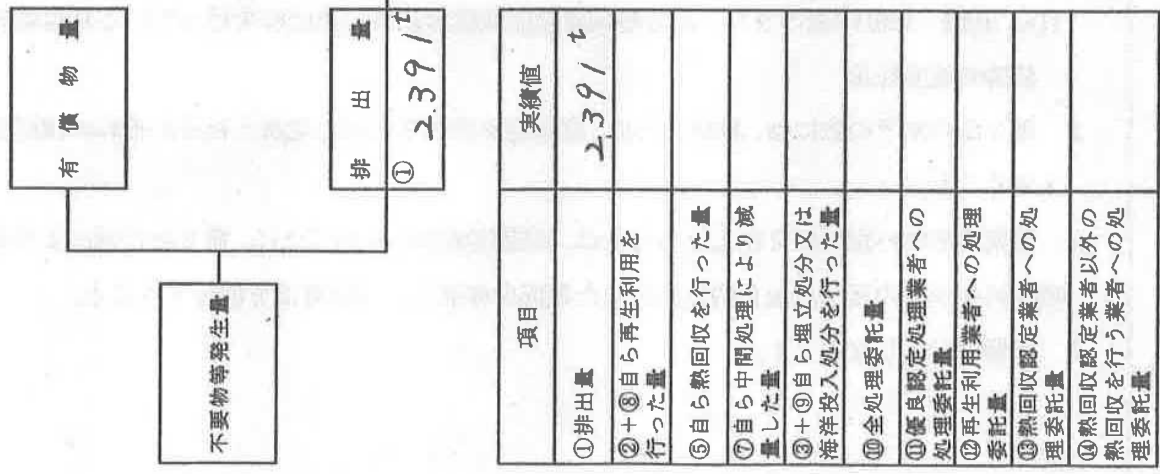 有償物量
不要物等発生量
排出量
① 2.391 t
項目
実績値
①排出量
2.391 t
②+⑧自ら再生利用を
行った量
⑤自ら熱回収を行った量
⑦自ら中間処理により減
量した量
③+⑨自ら埋立処分又は
海洋投入処分を行った量
⑩全処理委託量
⑪優良認定処理業者への
処理委託量
⑫再生利用業者への処理
委託量
⑬熱回収認定業者への処
理委託量
⑭熱回収認定業者以外の
熱回収を行う業者への処
理委託量